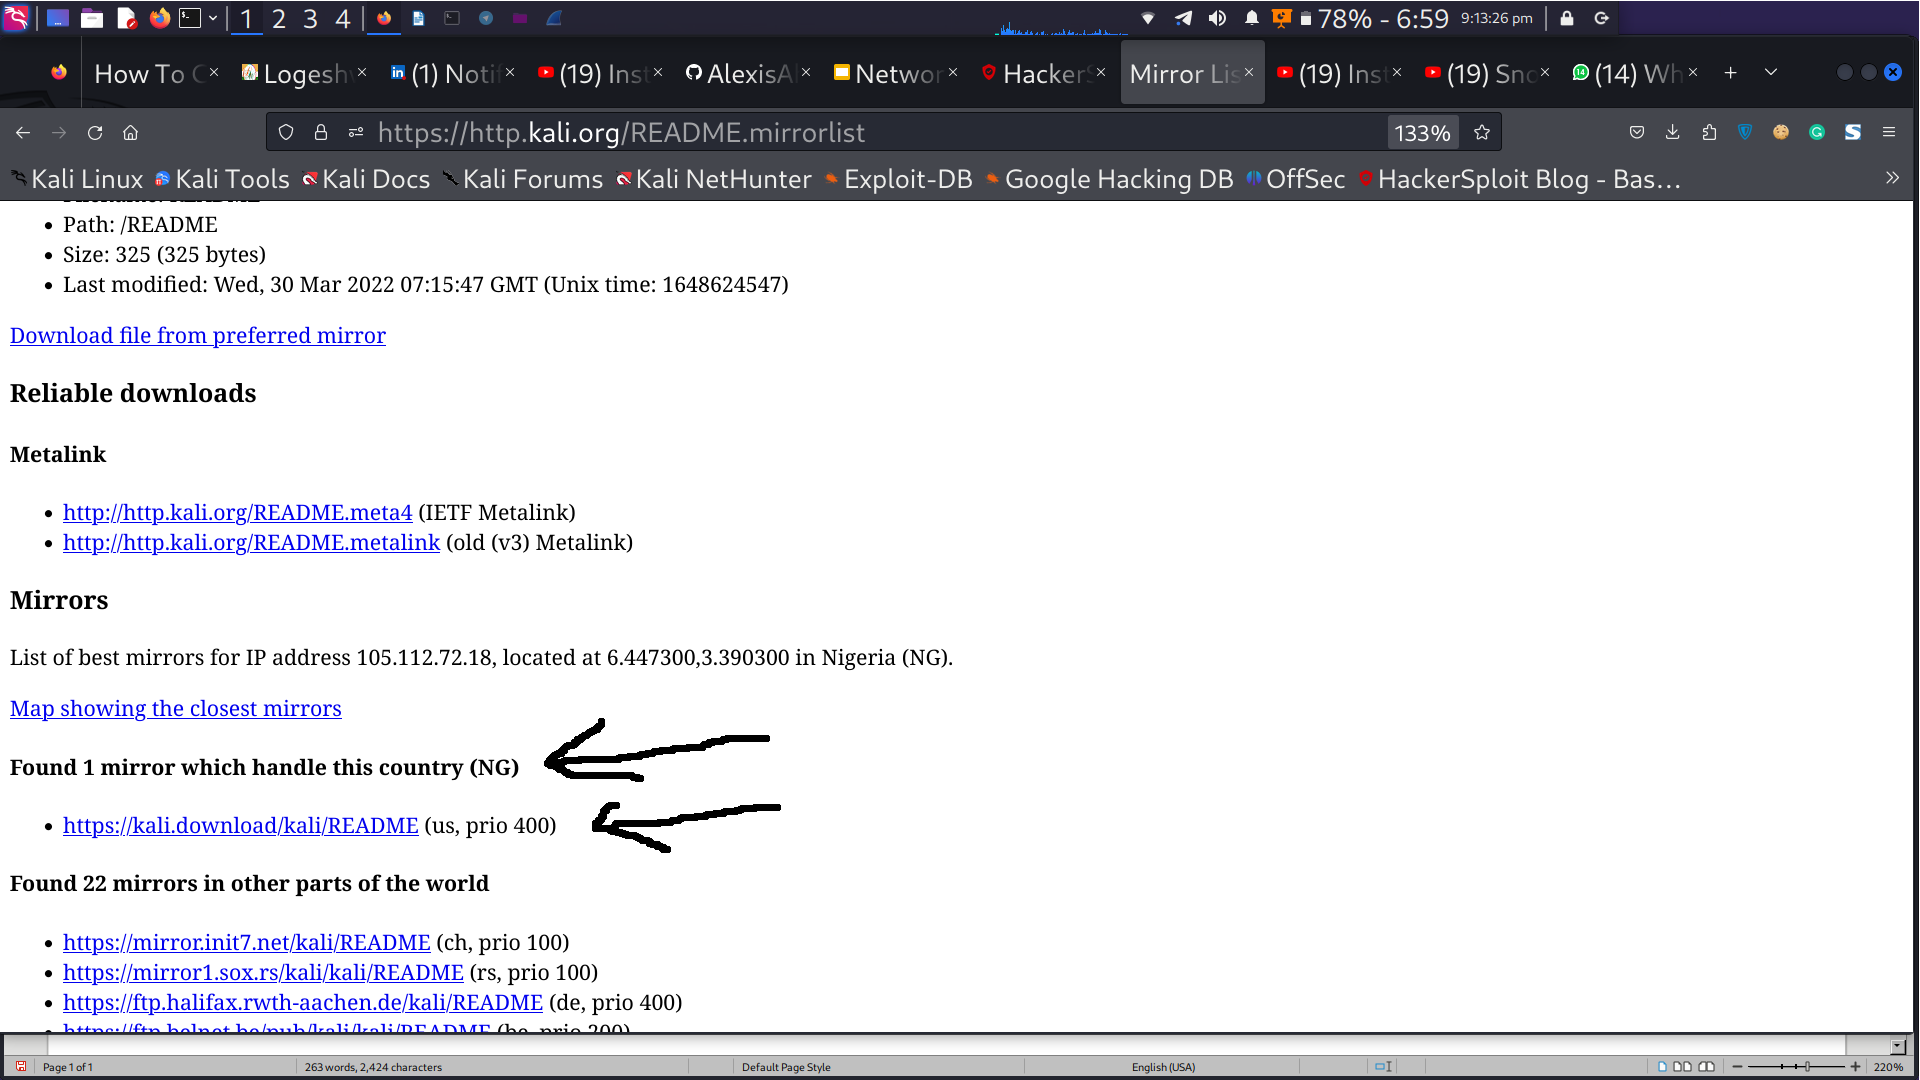 1 2 3 4 78% - 6:59 9:13:26 pm
How To C Logeshw (1) Notif (19) Inst AlexisA Networ HackerS Mirror Lis (19) Inst (19) Sno (14) Wh
https://http.kali.org/README.mirrorlist 133%
Kali Linux Kali Tools Kali Docs Kali Forums Kali NetHunter Exploit-DB Google Hacking DB OffSec HackerSploit Blog - Bas…
• Path: /README
• Size: 325 (325 bytes)
• Last modified: Wed, 30 Mar 2022 07:15:47 GMT (Unix time: 1648624547)
Download file from preferred mirror
Reliable downloads
Metalink
• http://http.kali.org/README.meta4 (IETF Metalink)
• http://http.kali.org/README.metalink (old (v3) Metalink)
Mirrors
List of best mirrors for IP address 105.112.72.18, located at 6.447300,3.390300 in Nigeria (NG).
Map showing the closest mirrors
Found 1 mirror which handle this country (NG)
• https://kali.download/kali/README (us, prio 400)
Found 22 mirrors in other parts of the world
• https://mirror.init7.net/kali/README (ch, prio 100)
• https://mirror1.sox.rs/kali/kali/README (rs, prio 100)
• https://ftp.halifax.rwth-aachen.de/kali/README (de, prio 400)
• https://ftp.belnet.be/pub/kali/kali/README (be, prio 200)
Page 1 of 1 263 words, 2,424 characters Default Page Style English (USA) 220%